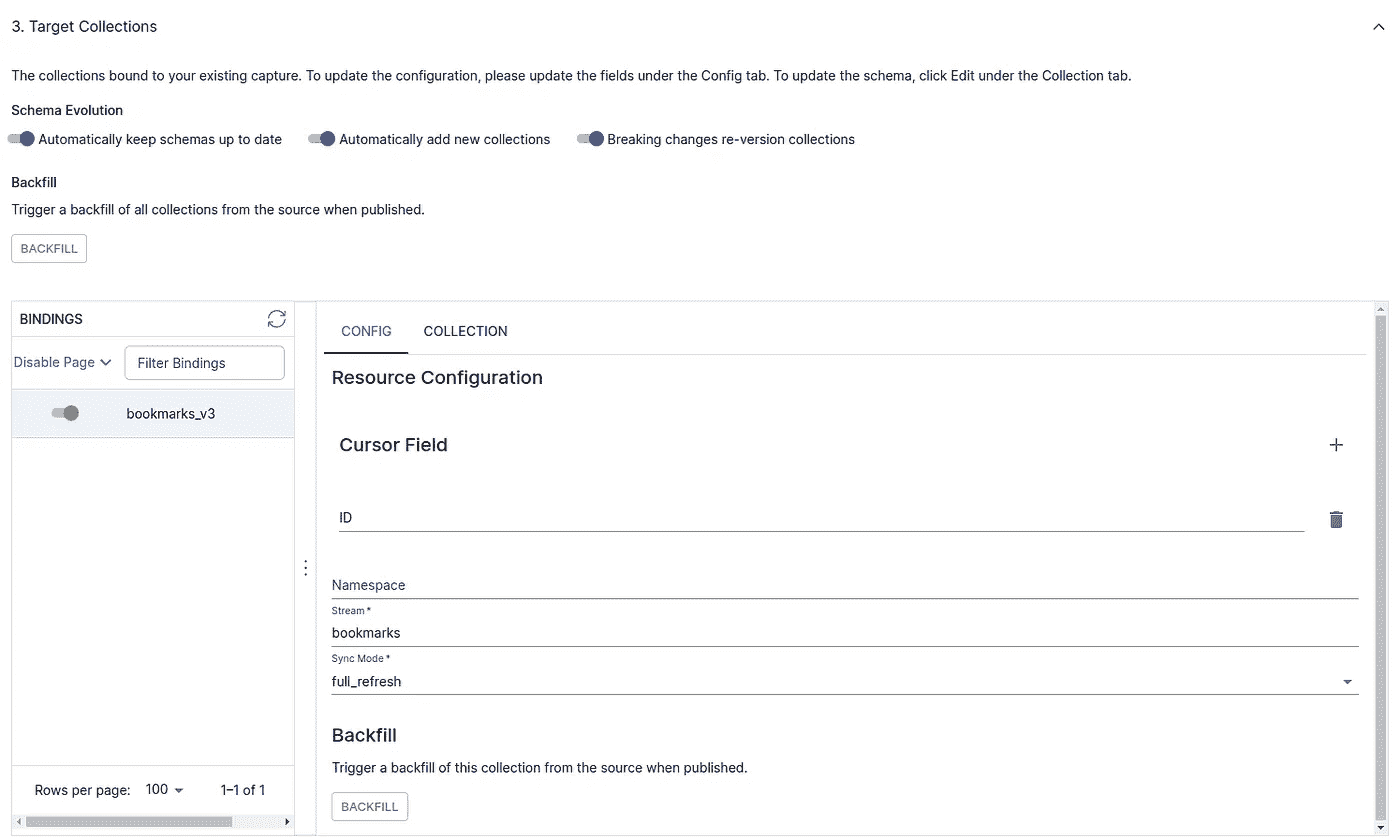 3. Target Collections
The collections bound to your existing capture. To update the configuration, please update the fields under the Config tab. To update the schema, click Edit under the Collection tab.
Schema Evolution
Automatically keep schemas up to date Automatically add new collections Breaking changes re-version collections
Backfill
Trigger a backfill of all collections from the source when published.
BACKFILL
BINDINGS
Disable Page Filter Bindings
bookmarks_v3
Rows per page: 100 1–1 of 1
CONFIG COLLECTION
Resource Configuration
Cursor Field
ID
Namespace
Stream *
bookmarks
Sync Mode *
full_refresh
Backfill
Trigger a backfill of this collection from the source when published.
BACKFILL